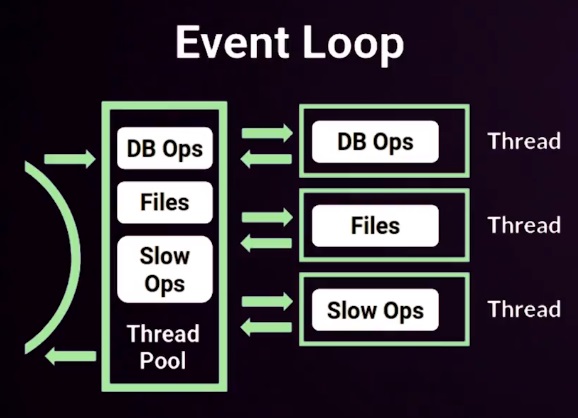 Event Loop
DB Ops
Files
Slow
Ops
Thread
Pool
DB Ops
Thread
Files
Thread
Slow Ops
Thread